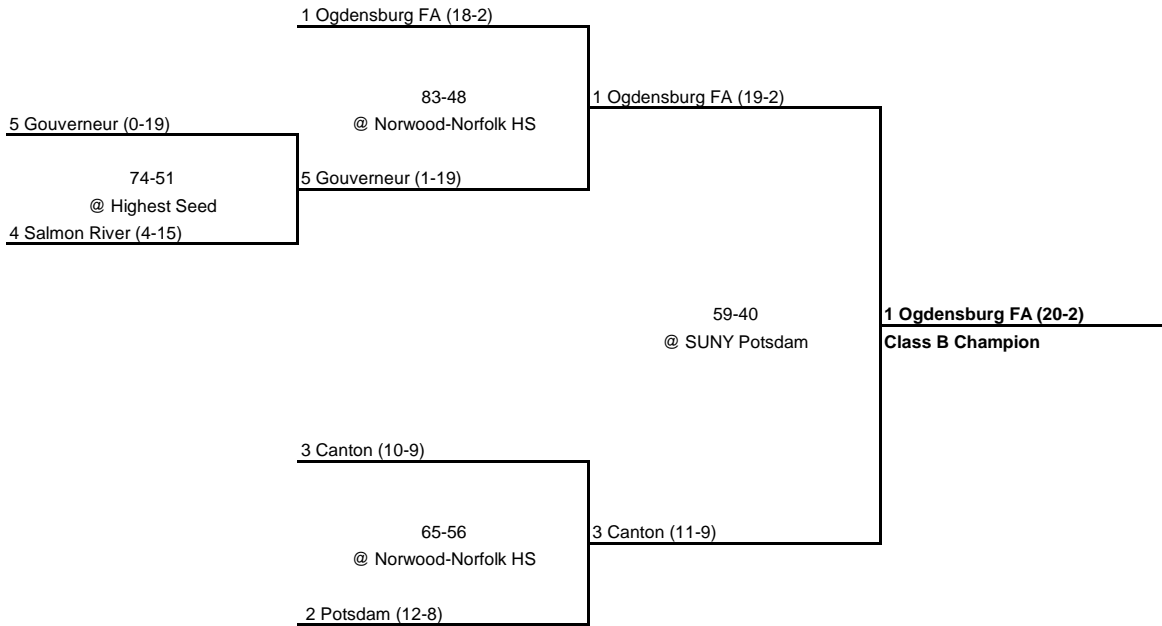 1 Ogdensburg FA (18-2)
83-48
@ Norwood-Norfolk HS
1 Ogdensburg FA (19-2)
5 Gouverneur (0-19)
74-51
@ Highest Seed
5 Gouverneur (1-19)
4 Salmon River (4-15)
59-40
@ SUNY Potsdam
1 Ogdensburg FA (20-2)
Class B Champion
3 Canton (10-9)
65-56
@ Norwood-Norfolk HS
3 Canton (11-9)
2 Potsdam (12-8)